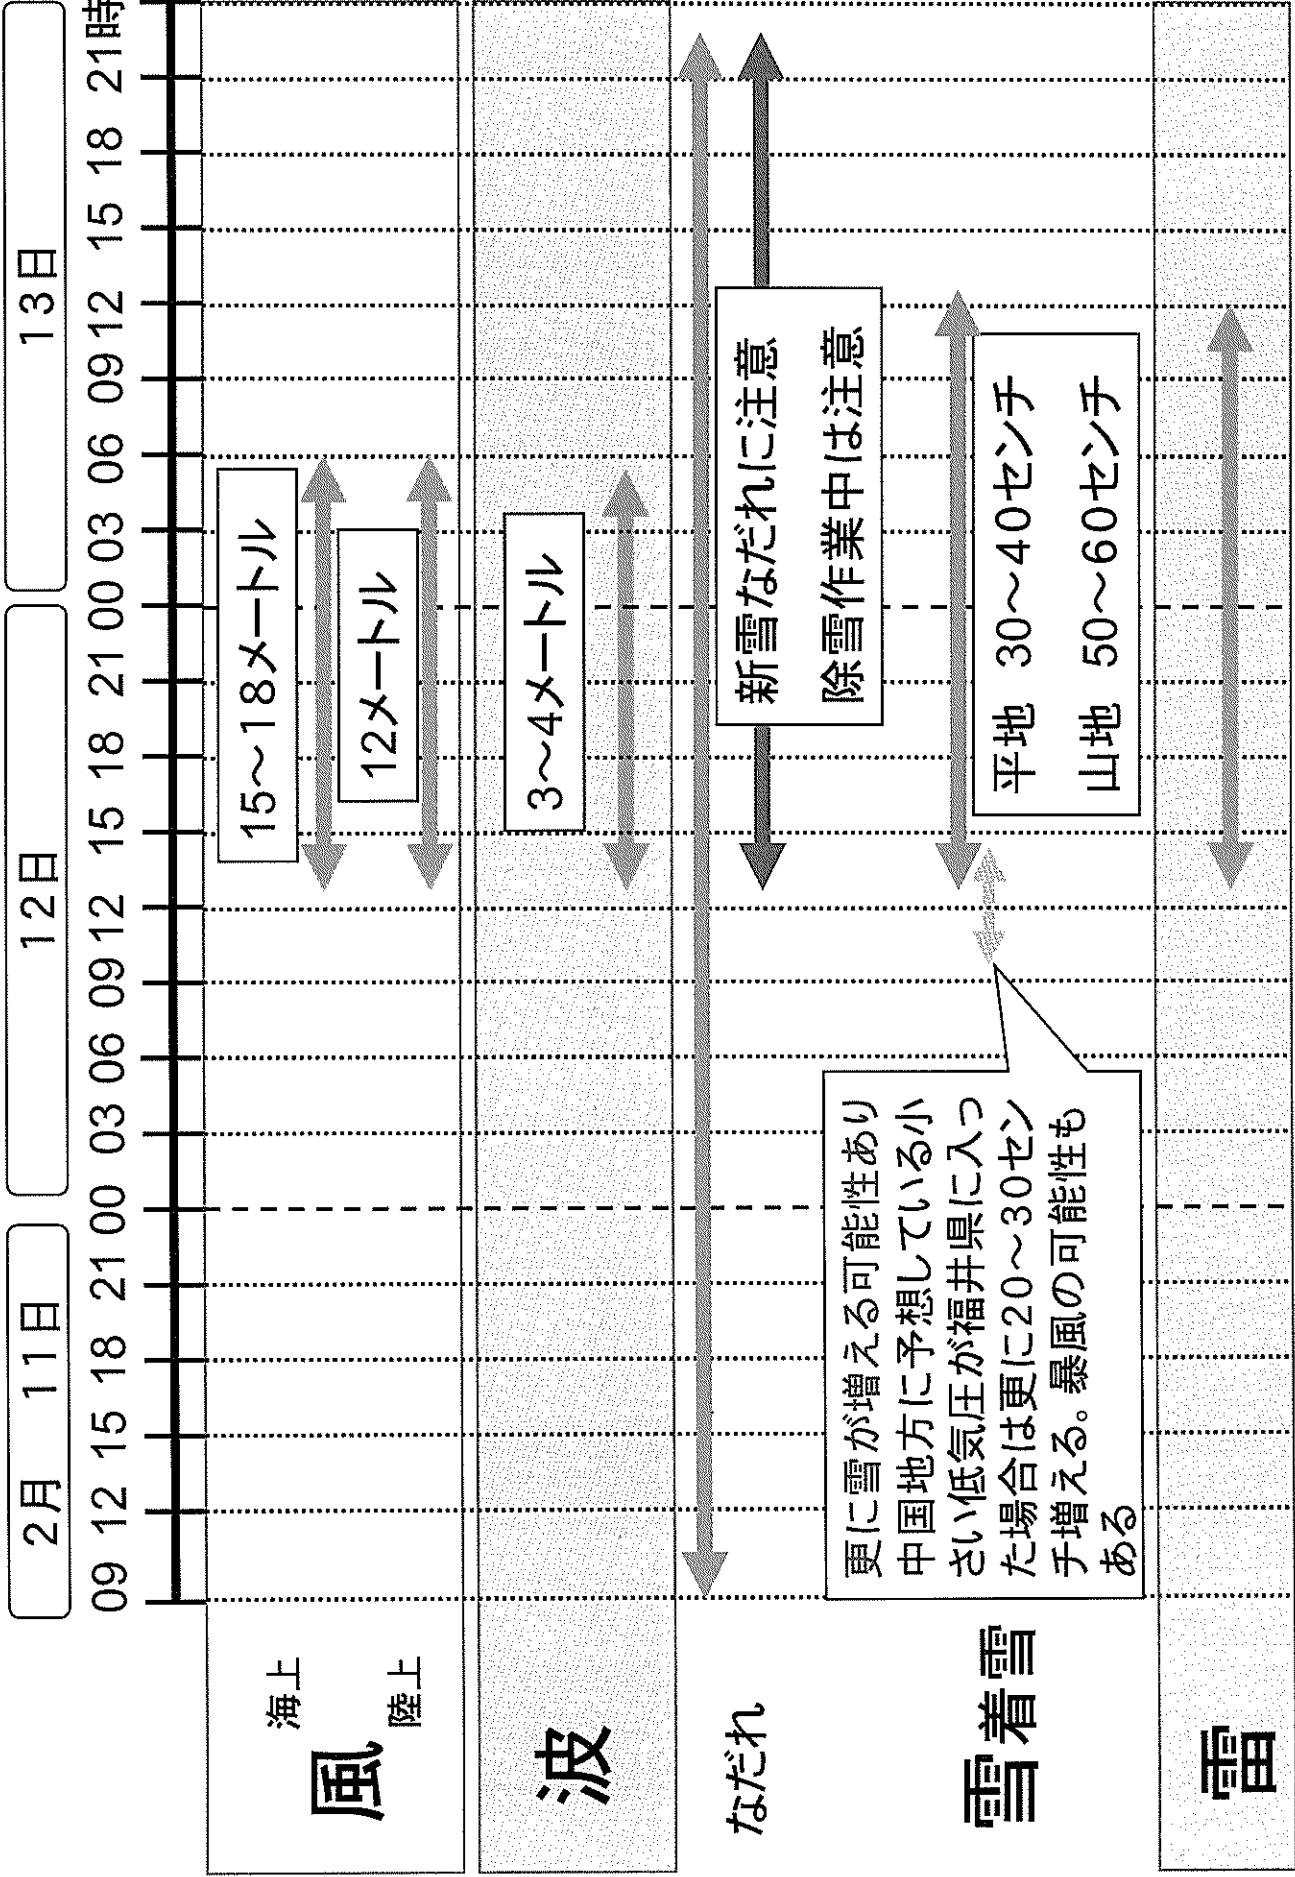 2月　11日
12日
13日
09 12 15 18 21 00 03 06 09 12 15 18 21 00 03 06 09 12 15 18 21時
風
海上
陸上
15～18メートル
12メートル
波
3～4メートル
なだれ
新雪なだれに注意
除雪作業中は注意
雪着雪
更に雪が増える可能性あり
中国地方に予想している小
さい低気圧が福井県に入っ
た場合は更に20～30セン
チ増える。暴風の可能性も
ある
平地　30～40センチ
山地　50～60センチ
雷